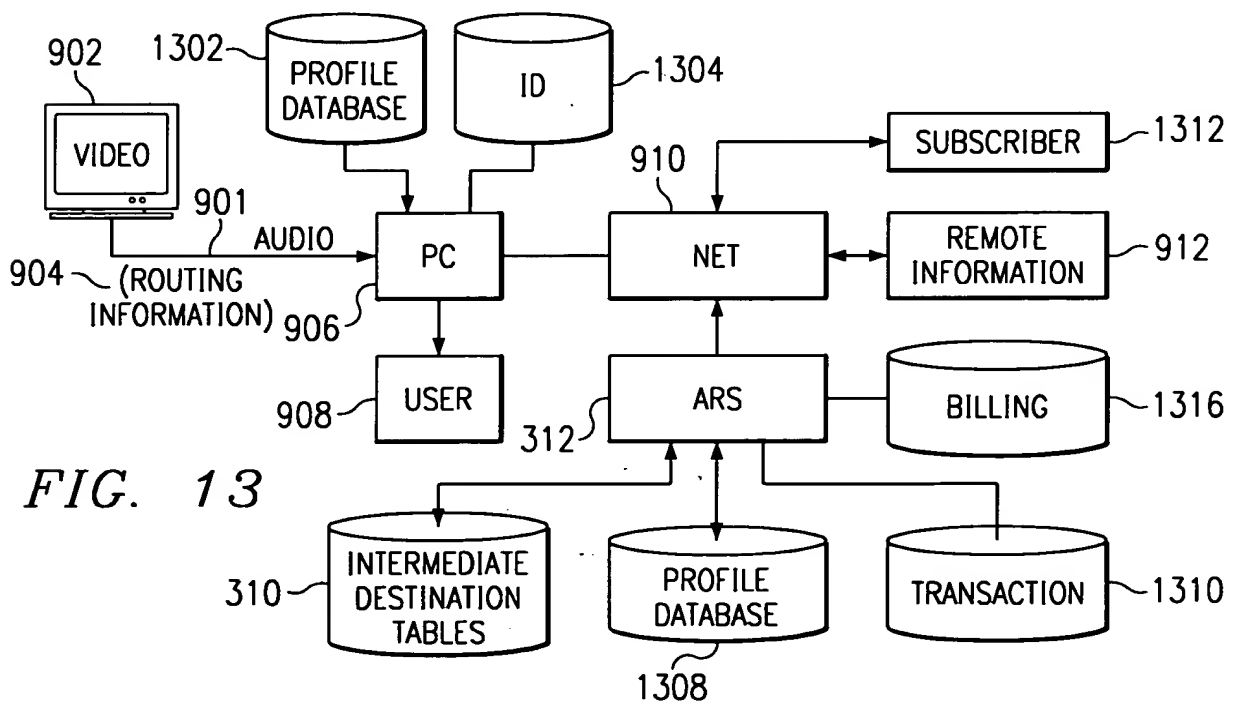 902
1302
PROFILE
DATABASE
ID
1304
VIDEO
910
SUBSCRIBER
1312
901
AUDIO
904
(ROUTING
INFORMATION)
906
PC
NET
REMOTE
INFORMATION
912
908
USER
312
ARS
BILLING
1316
FIG. 13
310
INTERMEDIATE
DESTINATION
TABLES
PROFILE
DATABASE
1308
TRANSACTION
1310